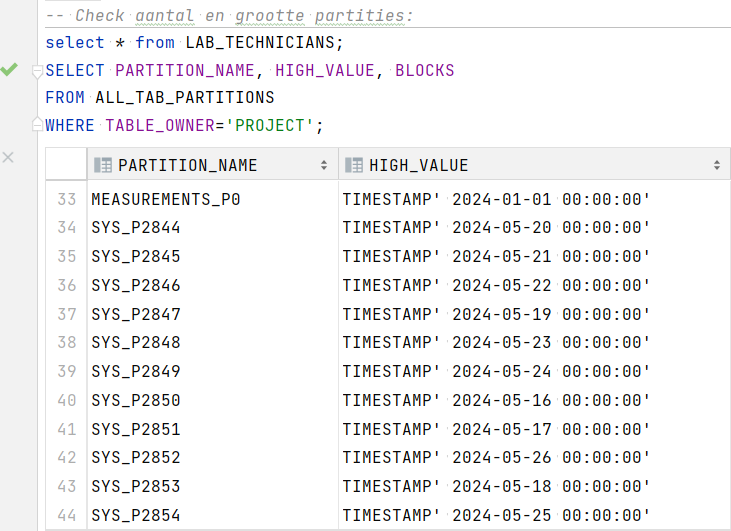 -- Check aantal en grootte partities:
select * from LAB_TECHNICIANS;
SELECT PARTITION_NAME, HIGH_VALUE, BLOCKS
FROM ALL_TAB_PARTITIONS
WHERE TABLE_OWNER='PROJECT';
PARTITION_NAME HIGH_VALUE
33 MEASUREMENTS_P0 TIMESTAMP' 2024-01-01 00:00:00'
34 SYS_P2844 TIMESTAMP' 2024-05-20 00:00:00'
35 SYS_P2845 TIMESTAMP' 2024-05-21 00:00:00'
36 SYS_P2846 TIMESTAMP' 2024-05-22 00:00:00'
37 SYS_P2847 TIMESTAMP' 2024-05-19 00:00:00'
38 SYS_P2848 TIMESTAMP' 2024-05-23 00:00:00'
39 SYS_P2849 TIMESTAMP' 2024-05-24 00:00:00'
40 SYS_P2850 TIMESTAMP' 2024-05-16 00:00:00'
41 SYS_P2851 TIMESTAMP' 2024-05-17 00:00:00'
42 SYS_P2852 TIMESTAMP' 2024-05-26 00:00:00'
43 SYS_P2853 TIMESTAMP' 2024-05-18 00:00:00'
44 SYS_P2854 TIMESTAMP' 2024-05-25 00:00:00'